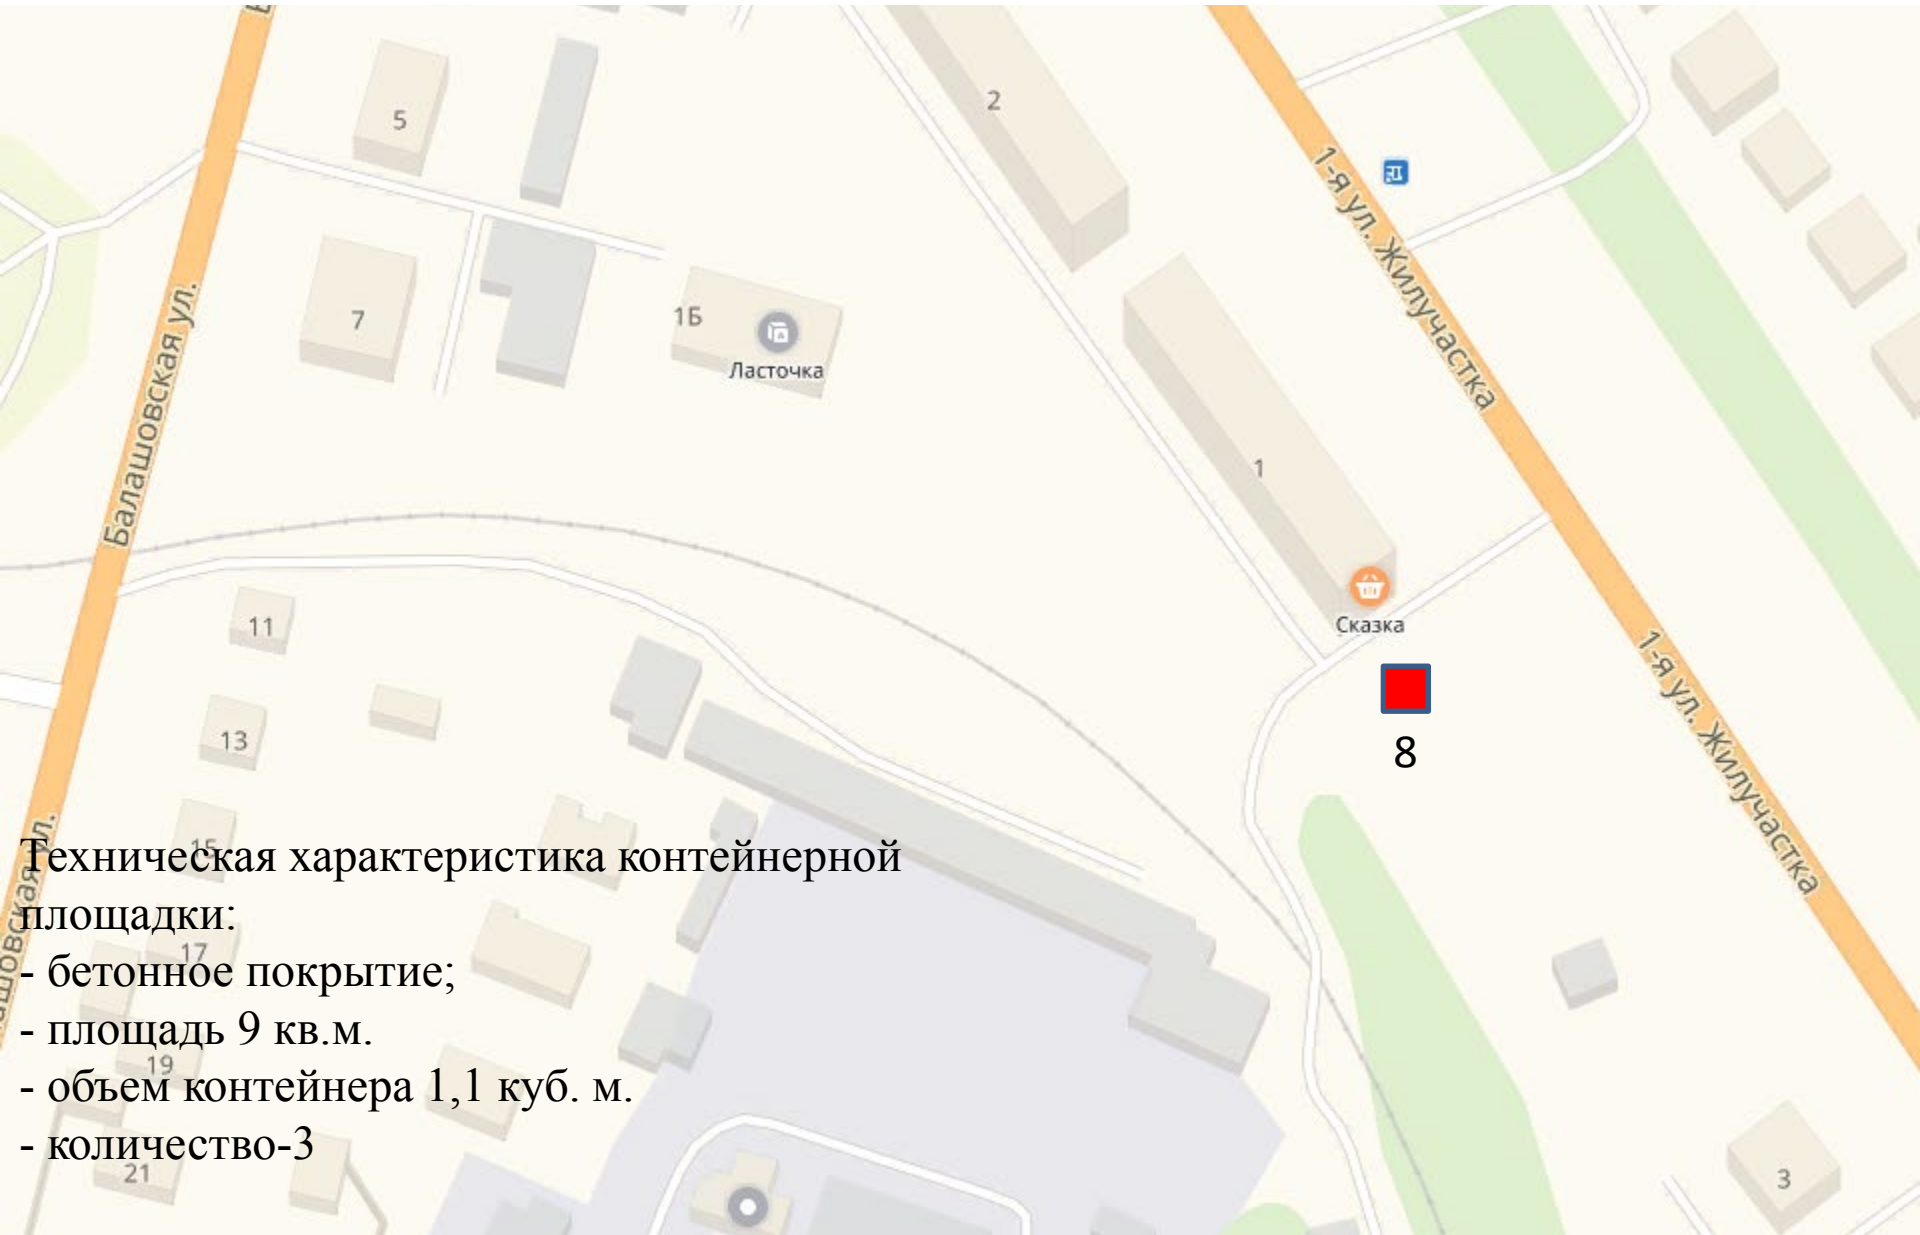 5
2
1-я ул. Жилучастка
7
1Б
Ласточка
Балашовская ул.
1
Сказка
11
1-я ул. Жилучастка
8
13
15
Техническая характеристика контейнерной
площадки:
17
- бетонное покрытие;
- площадь 9 кв.м.
19
- объем контейнера 1,1 куб. м.
- количество-3
21
3